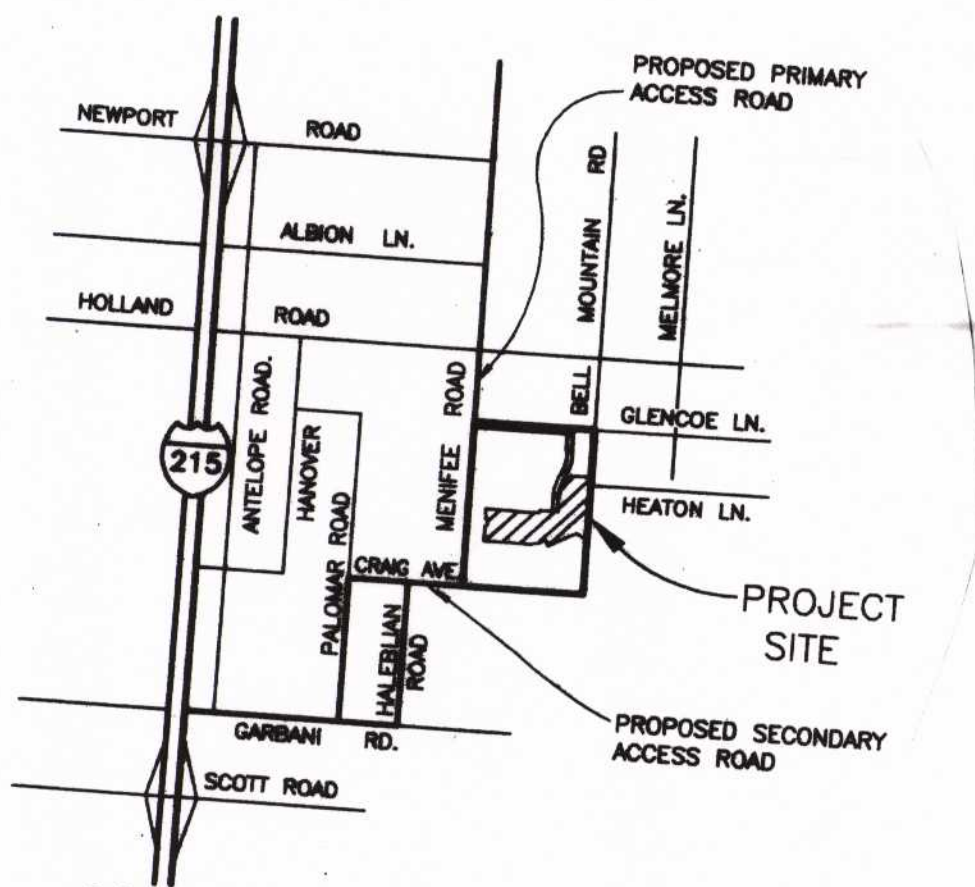 PROPOSED PRIMARY
ACCESS ROAD
NEWPORT ROAD
MOUNTAIN RD
MELMORE LN.
ALBION LN.
HOLLAND ROAD
BELL
GLENCOE LN.
MENIFEE ROAD
215
ANTELOPE ROAD.
HANOVER
HEATON LN.
PALOMAR ROAD
CRAIG AVE
PROJECT
SITE
HALEBLIAN
ROAD
GARBANI RD.
PROPOSED SECONDARY
ACCESS ROAD
SCOTT ROAD